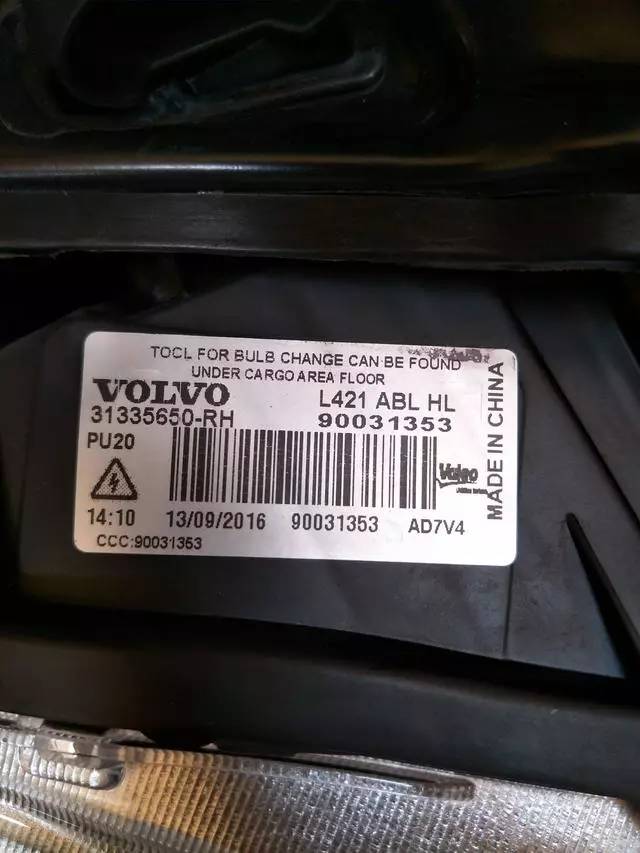 TOCL FOR BULB CHANGE CAN BE FOUND
UNDER CARGO AREA FLOOR
VOLVO
L421 ABL HL
31335650-RH
90031353
PU20
Valeo
MADE IN CHINA
14:10
13/09/2016
90031353
AD7V4
CCC:90031353